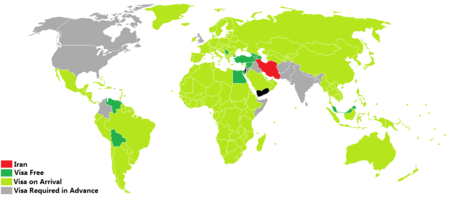 Iran
Visa Free
Visa on Arrival
Visa Required in Advance